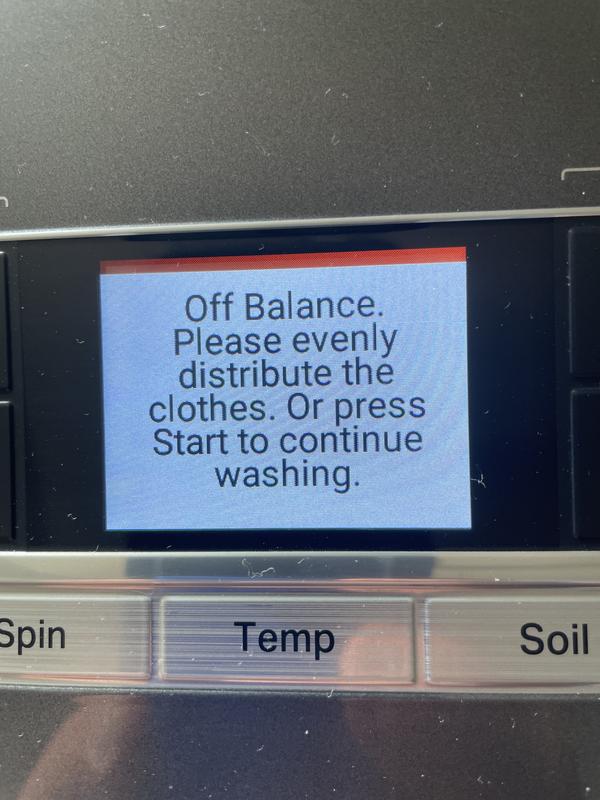 Off Balance.
Please evenly
distribute the
clothes. Or press
Start to continue
washing.
Spin
Temp
Soil